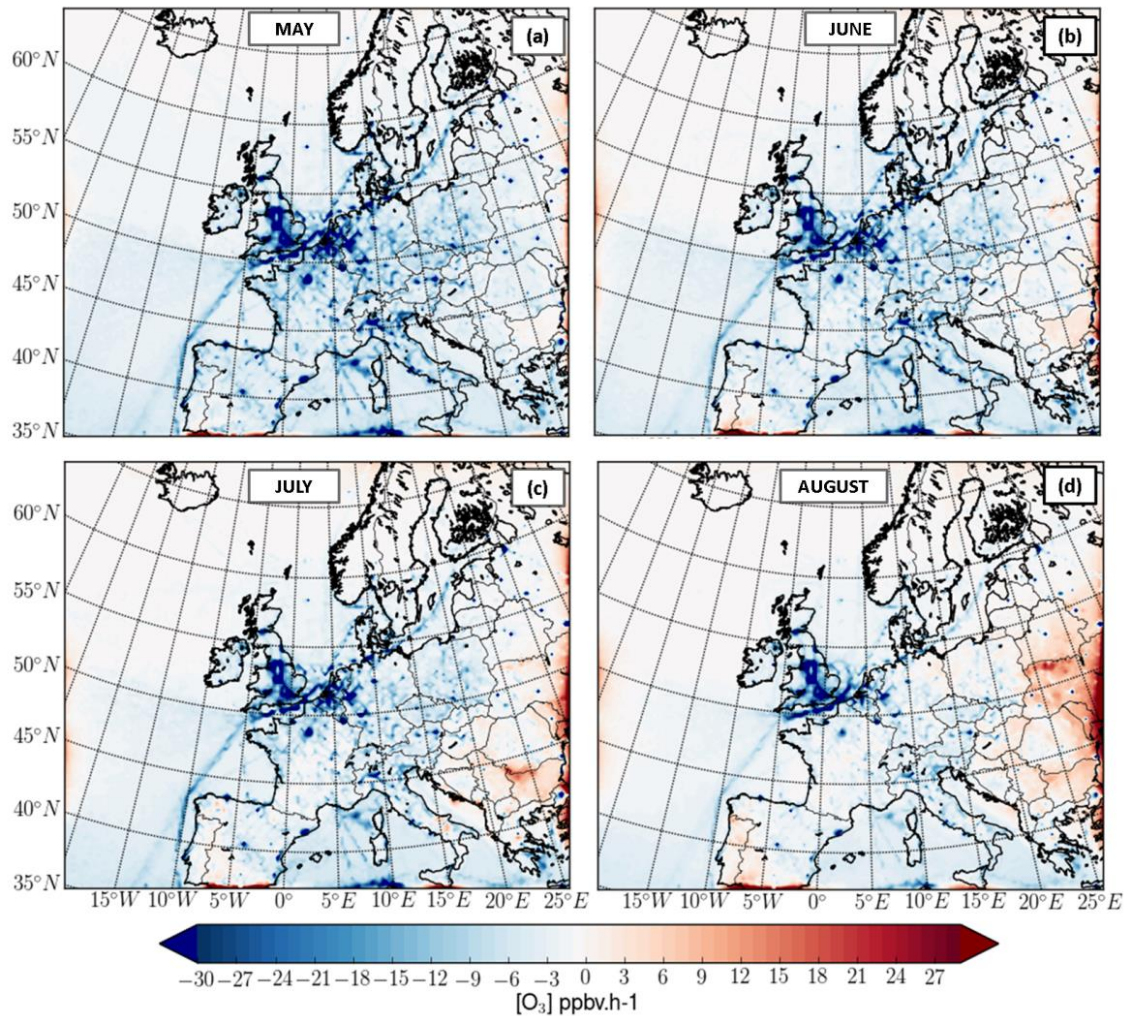 MAY (a) JUNE (b)
60°N
55°N
50°N
45°N
40°N
35°N
JULY (c) AUGUST (d)
60°N
55°N
50°N
45°N
40°N
35°N
15°W 10°W 5°W 0° 5°E 10°E 15°E 20°E 25°E 15°W 10°W 5°W 0° 5°E 10°E 15°E 20°E 25°E
−30 −27 −24 −21 −18 −15 −12 −9 −6 −3 0 3 6 9 12 15 18 21 24 27
[O₃] ppbv.h-1